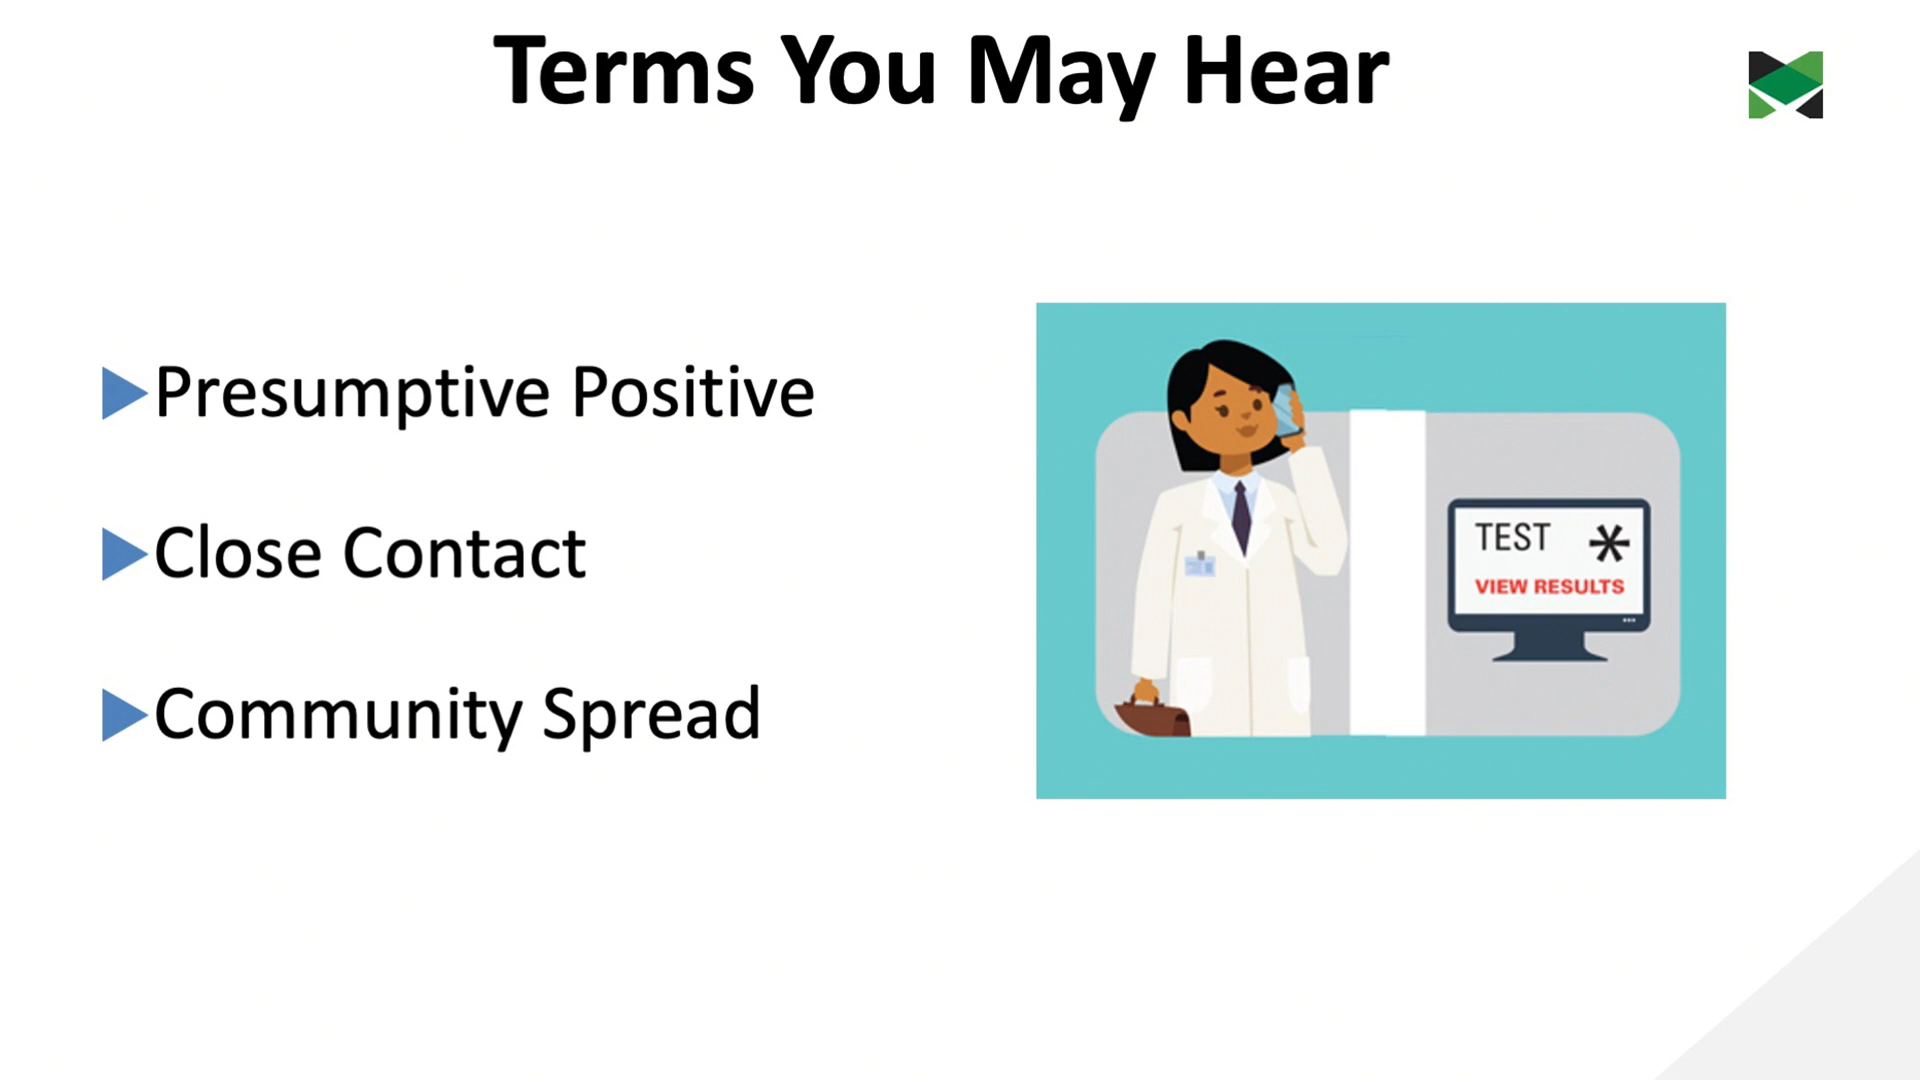 Terms You May Hear
Presumptive Positive
Close Contact
Community Spread
TEST *
VIEW RESULTS